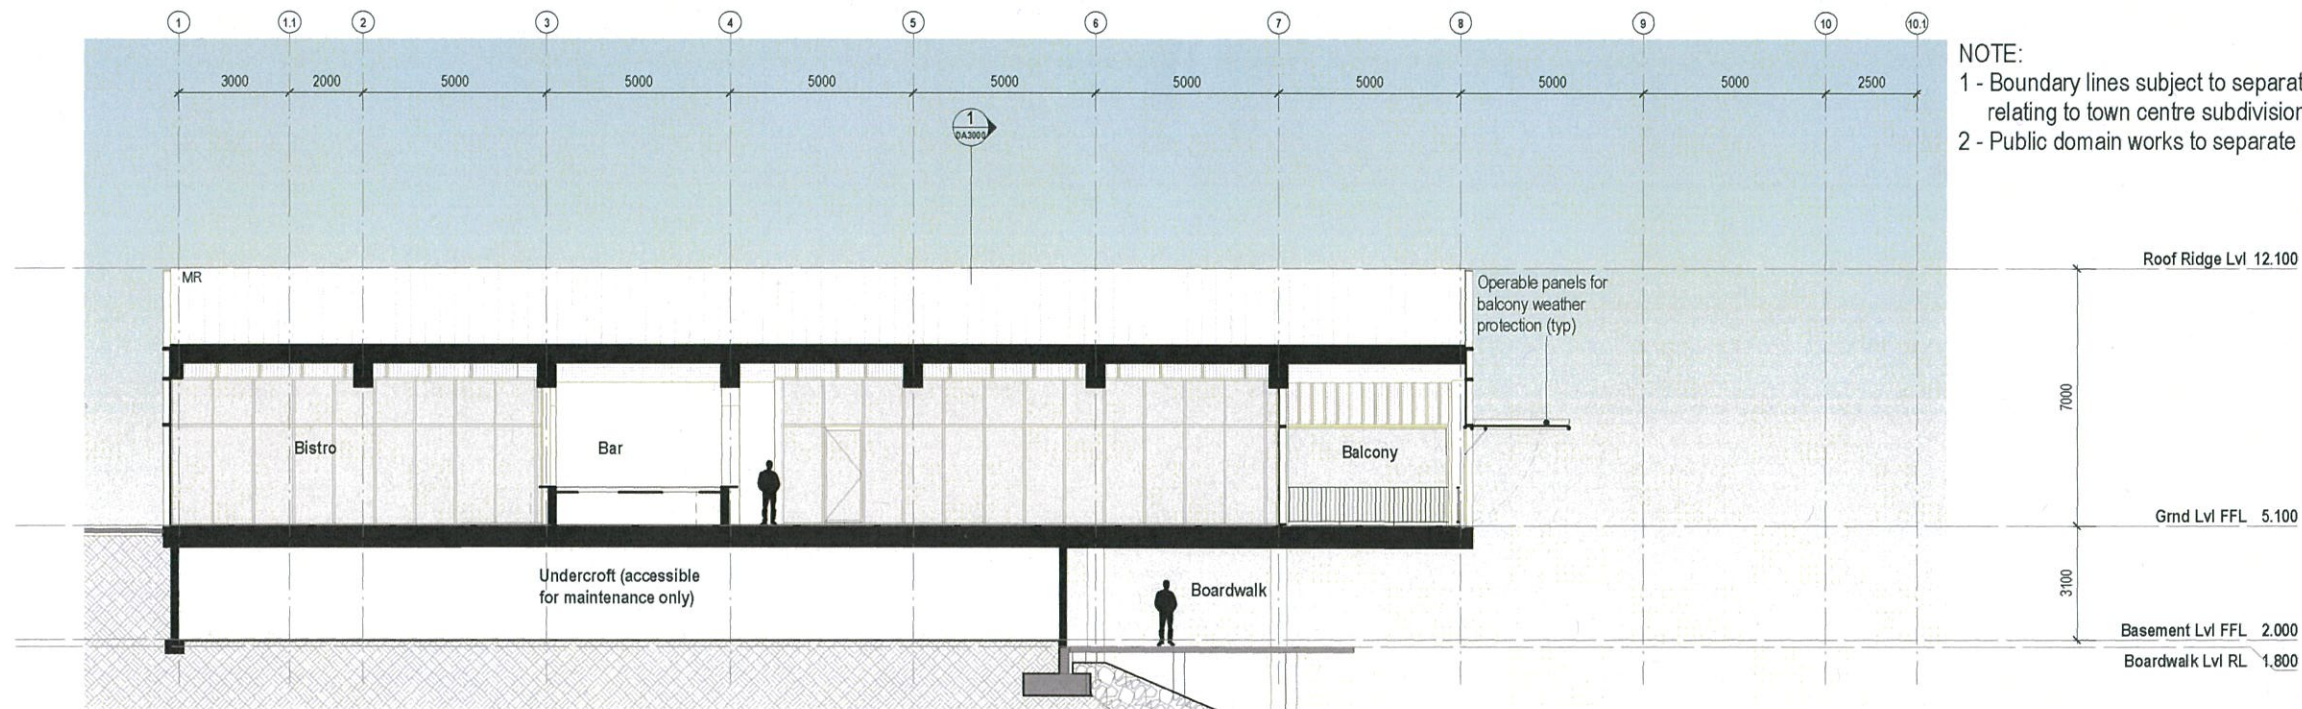 1 1.1 2 3 4 5 6 7 8 9 10 10.1
3000 2000 5000 5000 5000 5000 5000 5000 5000 5000 2500
NOTE:
1 - Boundary lines subject to separat
relating to town centre subdivision
2 - Public domain works to separate
1
DA3000
MR
Roof Ridge Lvl 12.100
Operable panels for
balcony weather
protection (typ)
7000
Bistro
Bar
Balcony
Grnd Lvl FFL 5.100
Undercroft (accessible
for maintenance only)
Boardwalk
3100
Basement Lvl FFL 2.000
Boardwalk Lvl RL 1.800